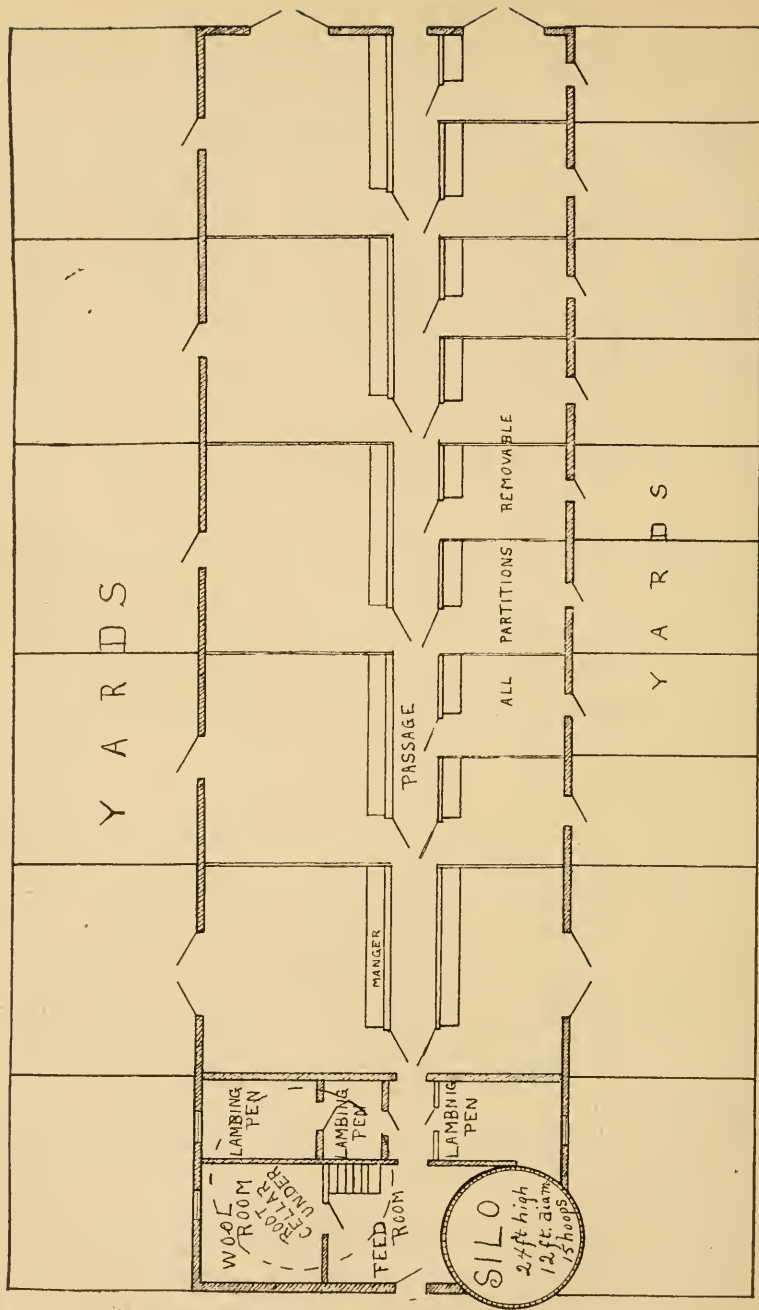 YARDS
MANGER
PASSAGE
ALL PARTITIONS REMOVABLE
YARDS
LAMBING
PEN
LAMBING
PEN
LAMBNIG
PEN
WOOL
ROOM
ROOT
CELLAR
UNDER
FEED
ROOM
SILO
24 ft high
12 ft. diam
15 hoops